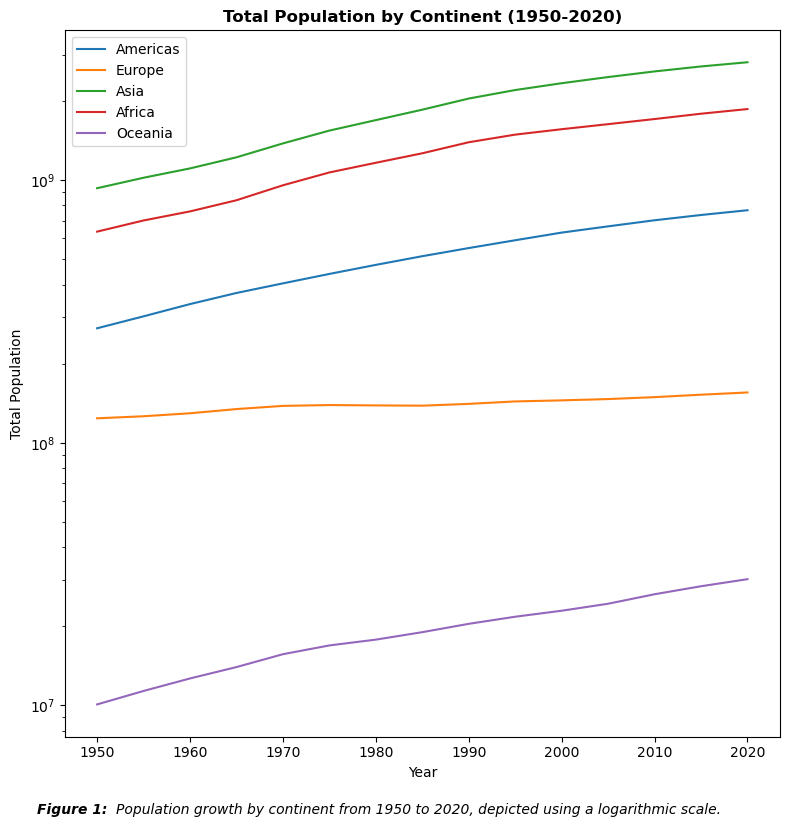 Total Population by Continent (1950-2020)
Americas
Europe
Asia
Africa
Oceania
10⁹
10⁸
10⁷
Total Population
1950 1960 1970 1980 1990 2000 2010 2020
Year
Figure 1: Population growth by continent from 1950 to 2020, depicted using a logarithmic scale.